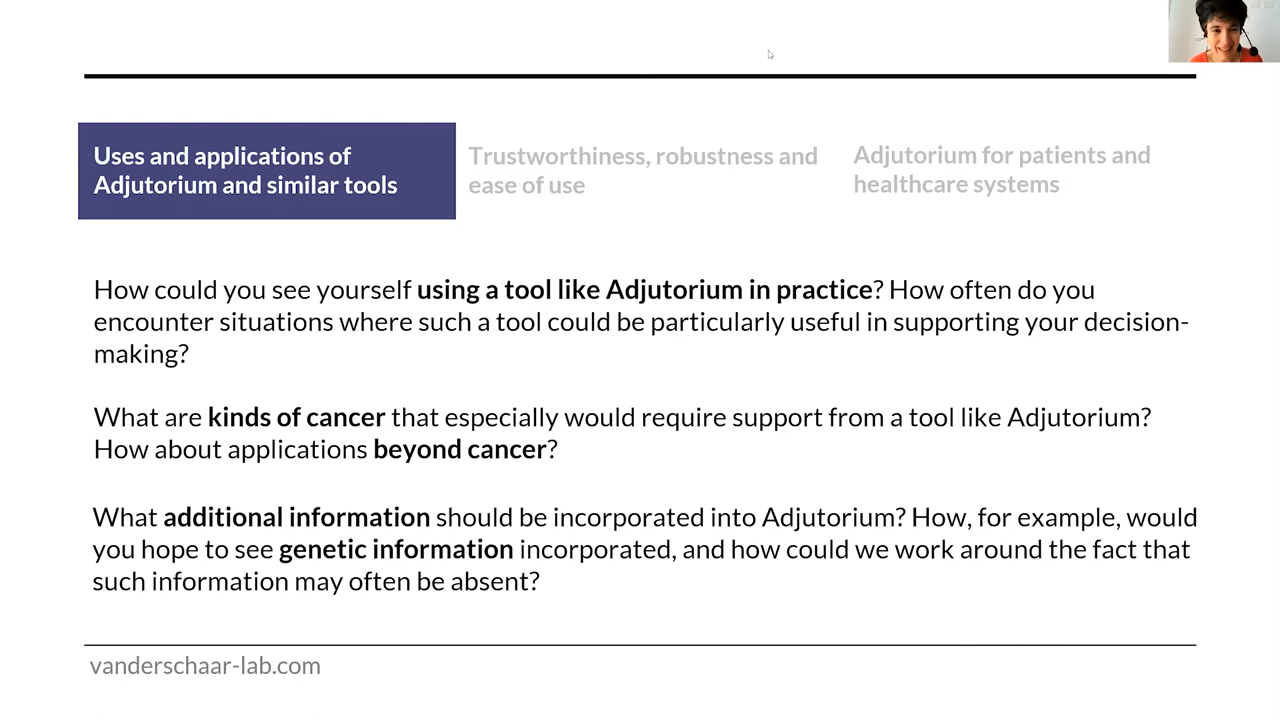 Uses and applications of
Adjutorium and similar tools
Trustworthiness, robustness and
ease of use
Adjutorium for patients and
healthcare systems
How could you see yourself using a tool like Adjutorium in practice? How often do you
encounter situations where such a tool could be particularly useful in supporting your decision-
making?
What are kinds of cancer that especially would require support from a tool like Adjutorium?
How about applications beyond cancer?
What additional information should be incorporated into Adjutorium? How, for example, would
you hope to see genetic information incorporated, and how could we work around the fact that
such information may often be absent?
vanderschaar-lab.com